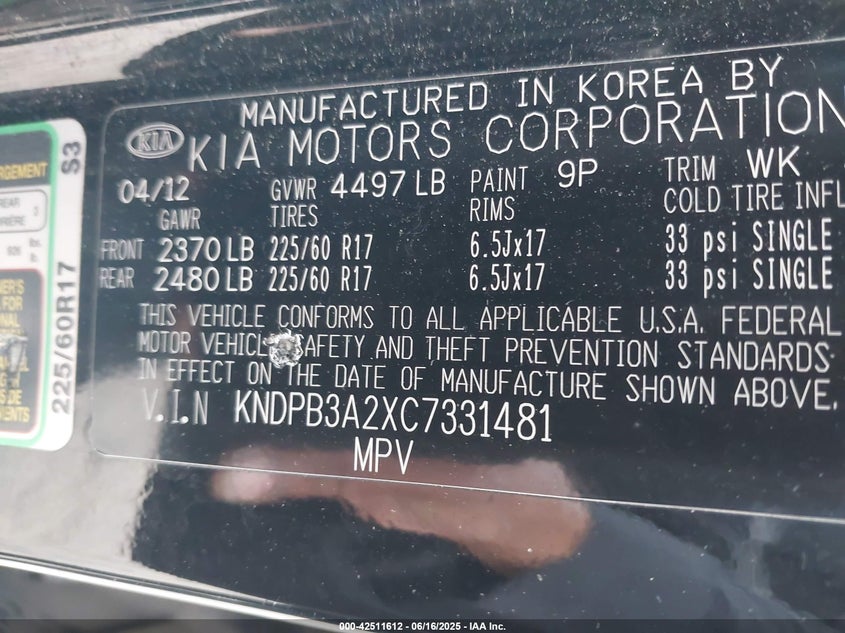 MANUFACTURED IN KOREA BY
KIA KIA MOTORS CORPORATION
04/12 GVWR 4497 LB PAINT 9P TRIM WK
GAWR TIRES RIMS COLD TIRE INFL
FRONT 2370 LB 225/60 R17 6.5Jx17 33 psi SINGLE
REAR 2480 LB 225/60 R17 6.5Jx17 33 psi SINGLE
THIS VEHICLE CONFORMS TO ALL APPLICABLE U.S.A. FEDERAL
MOTOR VEHICLE SAFETY AND THEFT PREVENTION STANDARDS
IN EFFECT ON THE DATE OF MANUFACTURE SHOWN ABOVE.
V.I.N KNDPB3A2XC7331481
MPV
225/60R17 S3
000-42511612 - 06/16/2025 - IAA Inc.